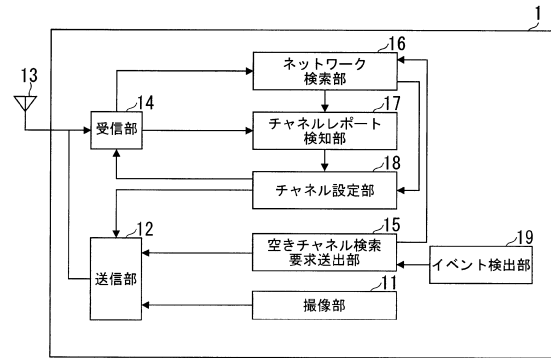 1
16
ネットワーク
検索部
13
14
受信部
17
チャネルレポート
検知部
18
チャネル設定部
12
送信部
15
空きチャネル検索
要求送出部
19
イベント検出部
11
撮像部